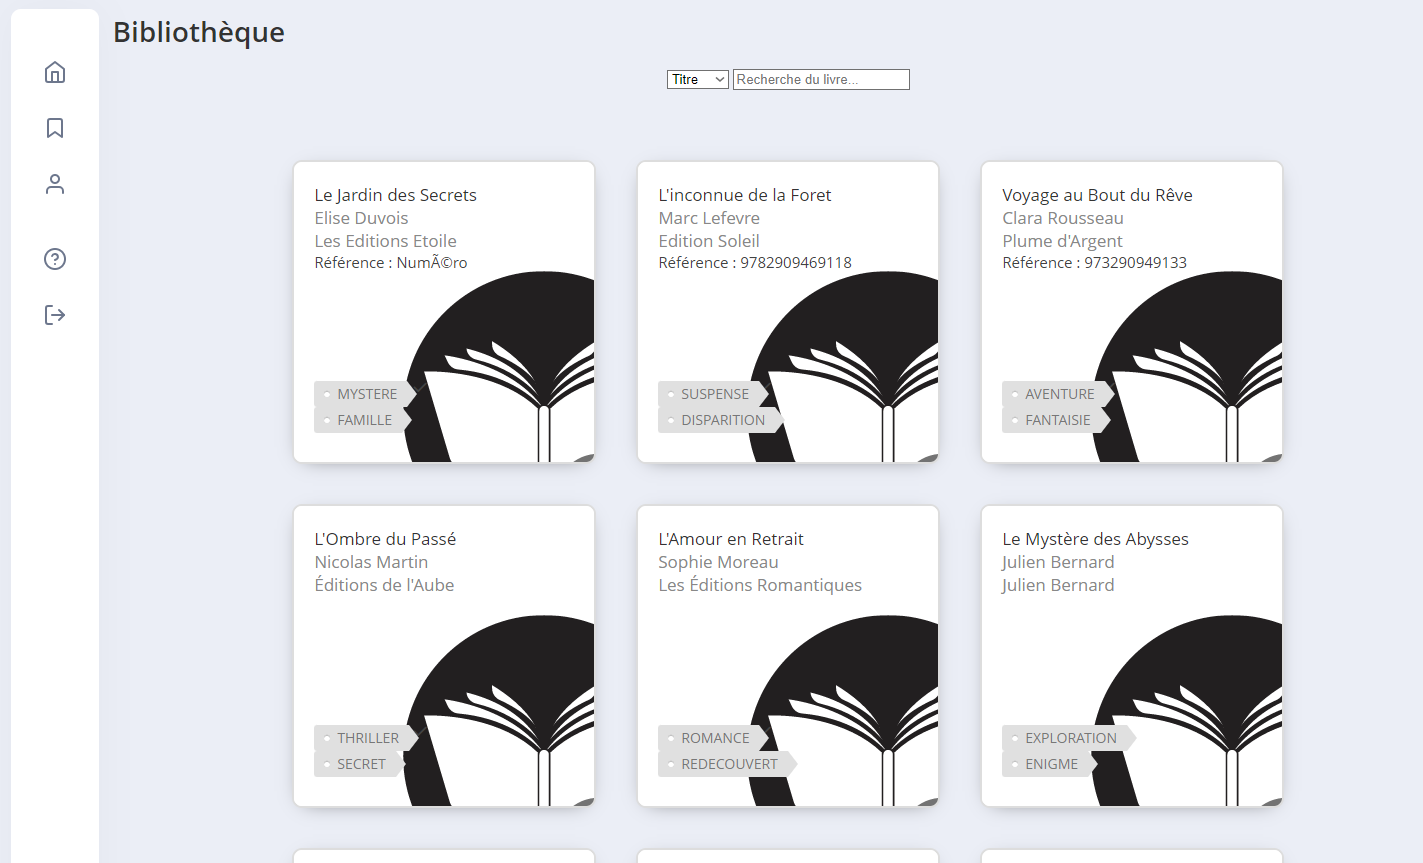 Bibliothèque
Titre
Recherche du livre...
Le Jardin des Secrets
Elise Duvois
Les Editions Etoile
Référence : NumÃ©ro
MYSTERE
FAMILLE
L'inconnue de la Foret
Marc Lefevre
Edition Soleil
Référence : 9782909469118
SUSPENSE
DISPARITION
Voyage au Bout du Rêve
Clara Rousseau
Plume d'Argent
Référence : 973290949133
AVENTURE
FANTAISIE
L'Ombre du Passé
Nicolas Martin
Éditions de l'Aube
THRILLER
SECRET
L'Amour en Retrait
Sophie Moreau
Les Éditions Romantiques
ROMANCE
REDECOUVERT
Le Mystère des Abysses
Julien Bernard
Julien Bernard
EXPLORATION
ENIGME